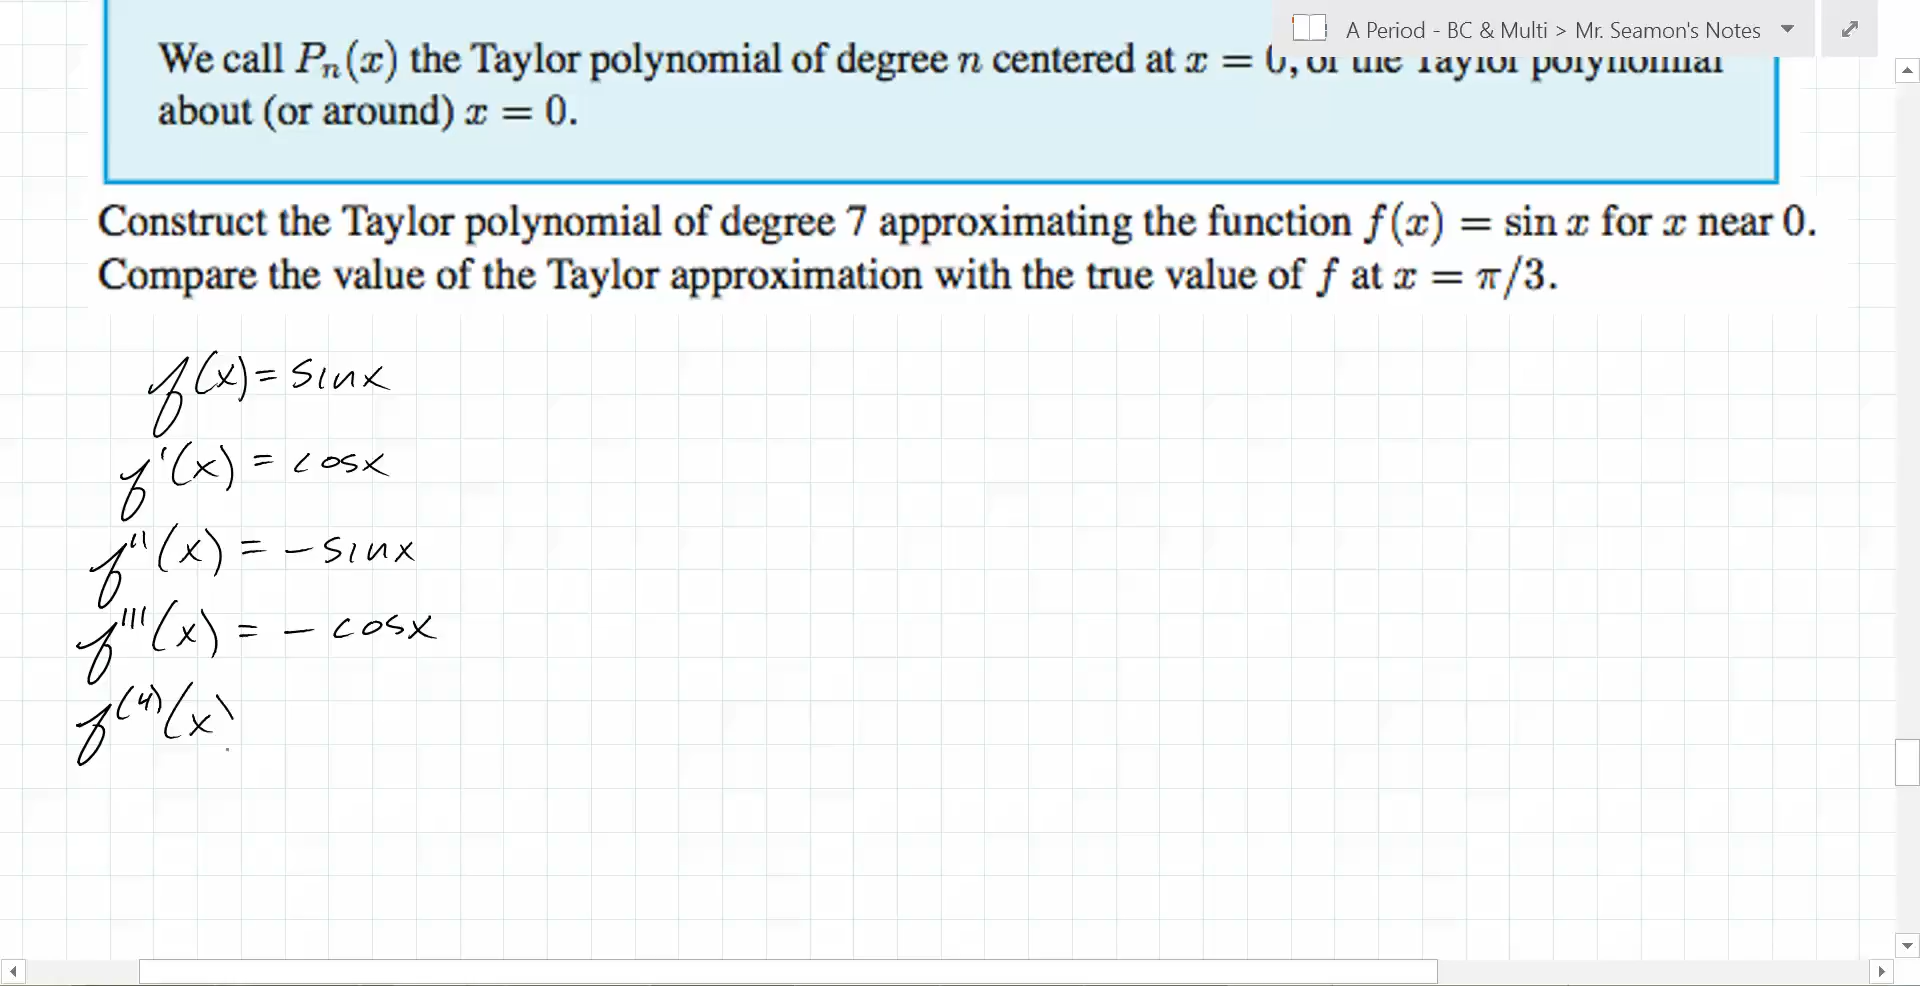 A Period - BC & Multi > Mr. Seamon's Notes
We call Pₙ(x) the Taylor polynomial of degree n centered at x = 0, or the Taylor polynomial
about (or around) x = 0.
Construct the Taylor polynomial of degree 7 approximating the function f(x) = sin x for x near 0.
Compare the value of the Taylor approximation with the true value of f at x = π/3.
f(x) = sinx
f'(x) = cosx
f''(x) = -sinx
f'''(x) = - cosx
f⁽⁴⁾(x)